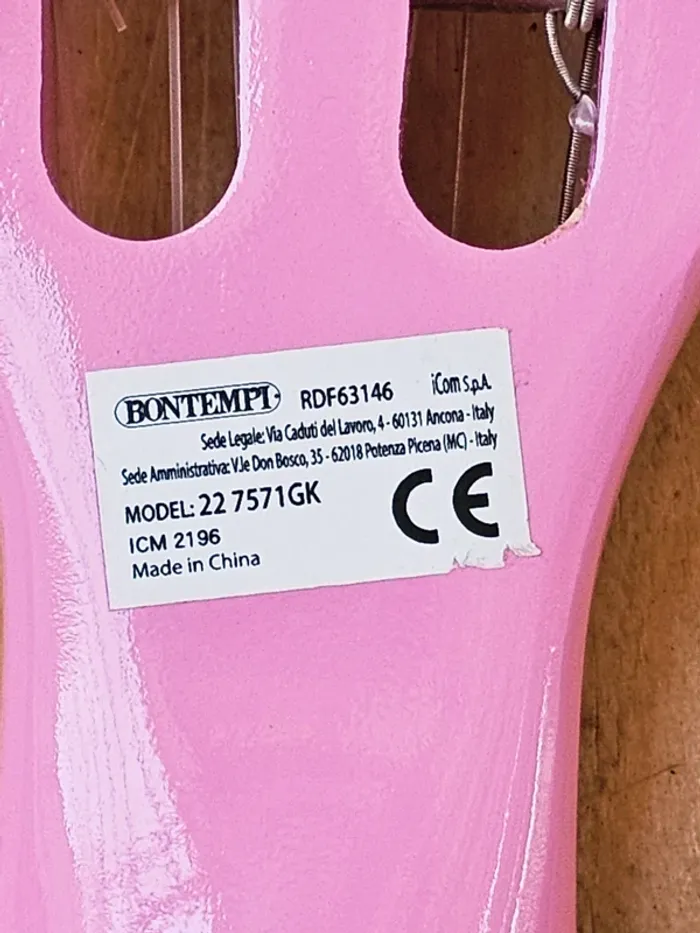 BONTEMPI RDF63146 iCom S.p.A.
Sede Legale: Via Caduti del Lavoro, 4 - 60131 Ancona - Italy
Sede Amministrativa: V.le Don Bosco, 35 - 62018 Potenza Picena (MC) - Italy
MODEL: 22 7571GK
ICM 2196
Made in China
CE